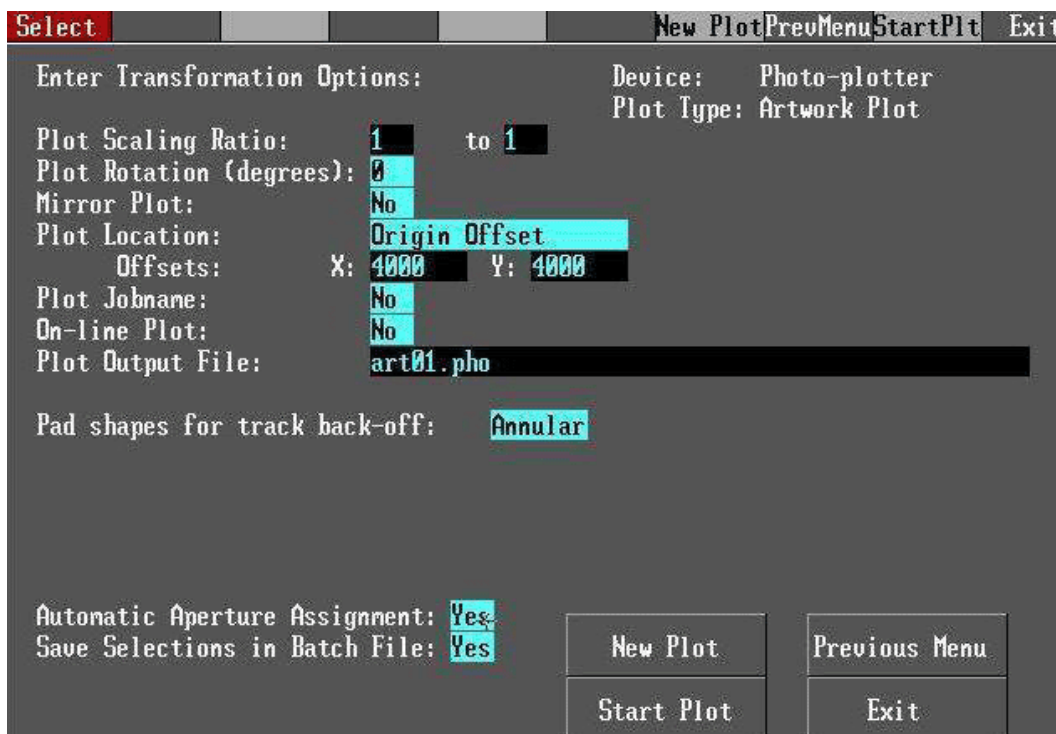 Select New Plot PrevMenu StartPlt Exit
Enter Transformation Options: Device: Photo-plotter
Plot Type: Artwork Plot
Plot Scaling Ratio: 1 to 1
Plot Rotation (degrees): 0
Mirror Plot: No
Plot Location: Origin Offset
Offsets: X: 4000 Y: 4000
Plot Jobname: No
On-line Plot: No
Plot Output File: art01.pho
Pad shapes for track back-off: Annular
Automatic Aperture Assignment: Yes
Save Selections in Batch File: Yes
New Plot Previous Menu
Start Plot Exit